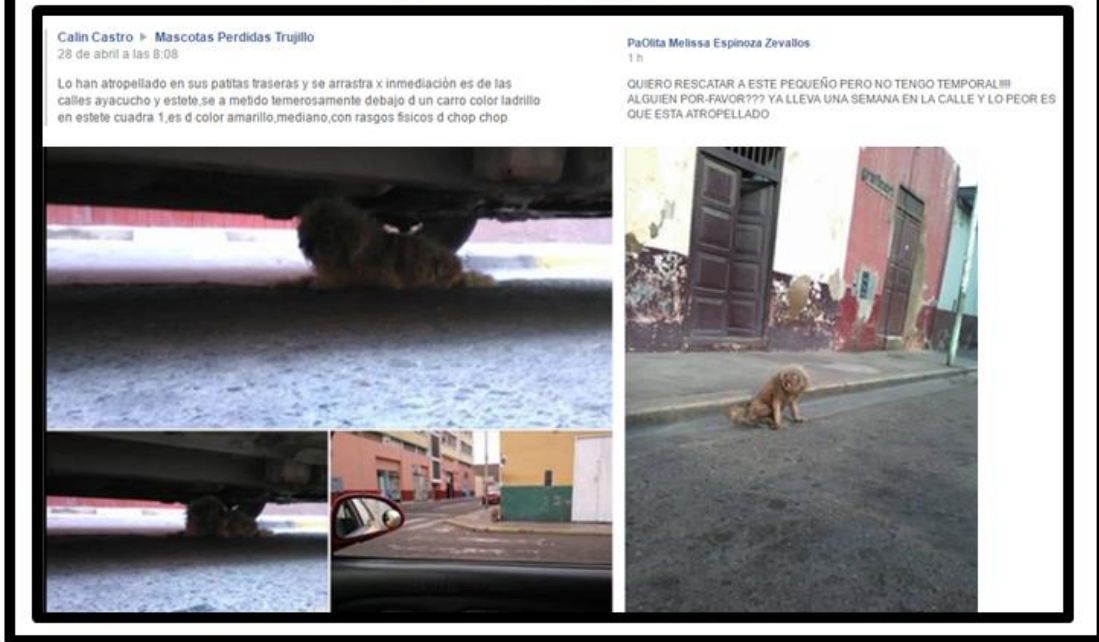 Calin Castro ▶ Mascotas Perdidas Trujillo
28 de abril a las 8:08
Lo han atropellado en sus patitas traseras y se arrastra x inmediaciòn es de las
calles ayacucho y estete,se a metido temerosamente debajo d un carro color ladrillo
en estete cuadra 1,es d color amarillo,mediano,con rasgos fisicos d chop chop
PaOlita Melissa Espinoza Zevallos
1 h
QUIERO RESCATAR A ESTE PEQUEÑO PERO NO TENGO TEMPORAL!!!!
ALGUIEN POR-FAVOR??? YA LLEVA UNA SEMANA EN LA CALLE Y LO PEOR ES
QUE ESTA ATROPELLADO